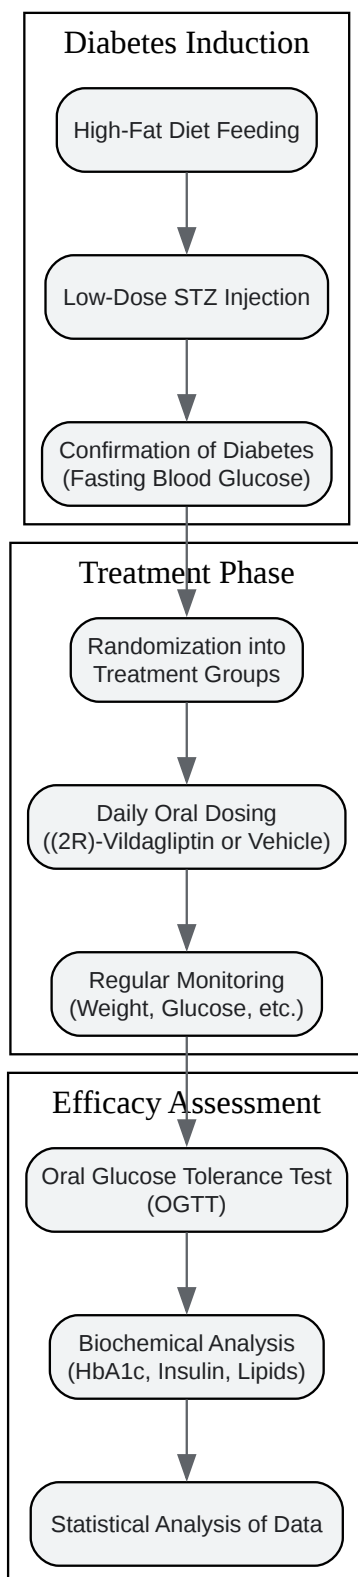 Diabetes Induction
High-Fat Diet Feeding
Low-Dose STZ Injection
Confirmation of Diabetes
(Fasting Blood Glucose)
Treatment Phase
Randomization into
Treatment Groups
Daily Oral Dosing
((2R)-Vildagliptin or Vehicle)
Regular Monitoring
(Weight, Glucose, etc.)
Efficacy Assessment
Oral Glucose Tolerance Test
(OGTT)
Biochemical Analysis
(HbA1c, Insulin, Lipids)
Statistical Analysis of Data